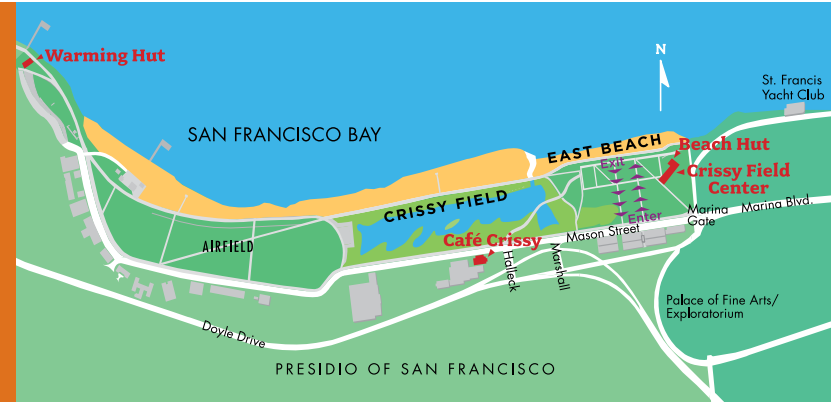 Warming Hut
N
St. Francis
Yacht Club
SAN FRANCISCO BAY
EAST BEACH
Beach Hut
Exit
Crissy Field
Center
CRISSY FIELD
Enter
Marina
Gate
Marina Blvd.
Mason Street
AIRFIELD
Café Crissy
Halleck
Marshall
Palace of Fine Arts/
Exploratorium
Doyle Drive
PRESIDIO OF SAN FRANCISCO